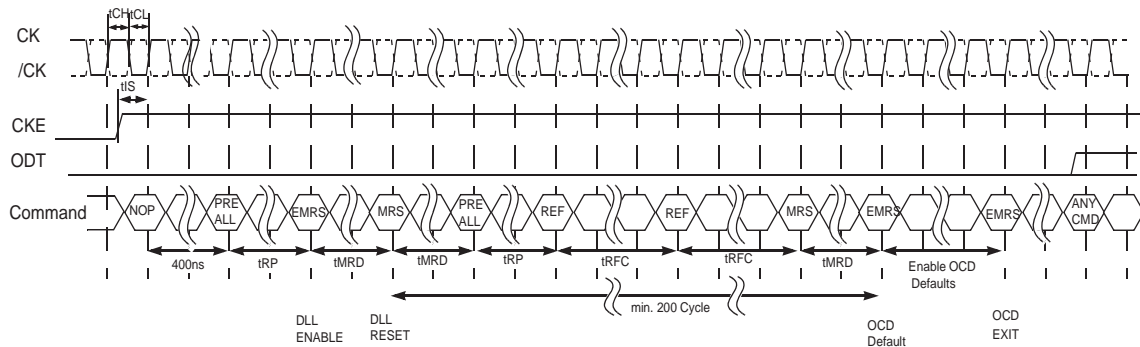 tCH tCL
CK
/CK
tIS
CKE
ODT
Command
NOP
PRE
ALL
EMRS
MRS
PRE
ALL
REF
REF
MRS
EMRS
EMRS
ANY
CMD
400ns
tRP
tMRD
tMRD
tRP
tRFC
tRFC
tMRD
Enable OCD
Defaults
min. 200 Cycle
DLL
ENABLE
DLL
RESET
OCD
Default
OCD
EXIT